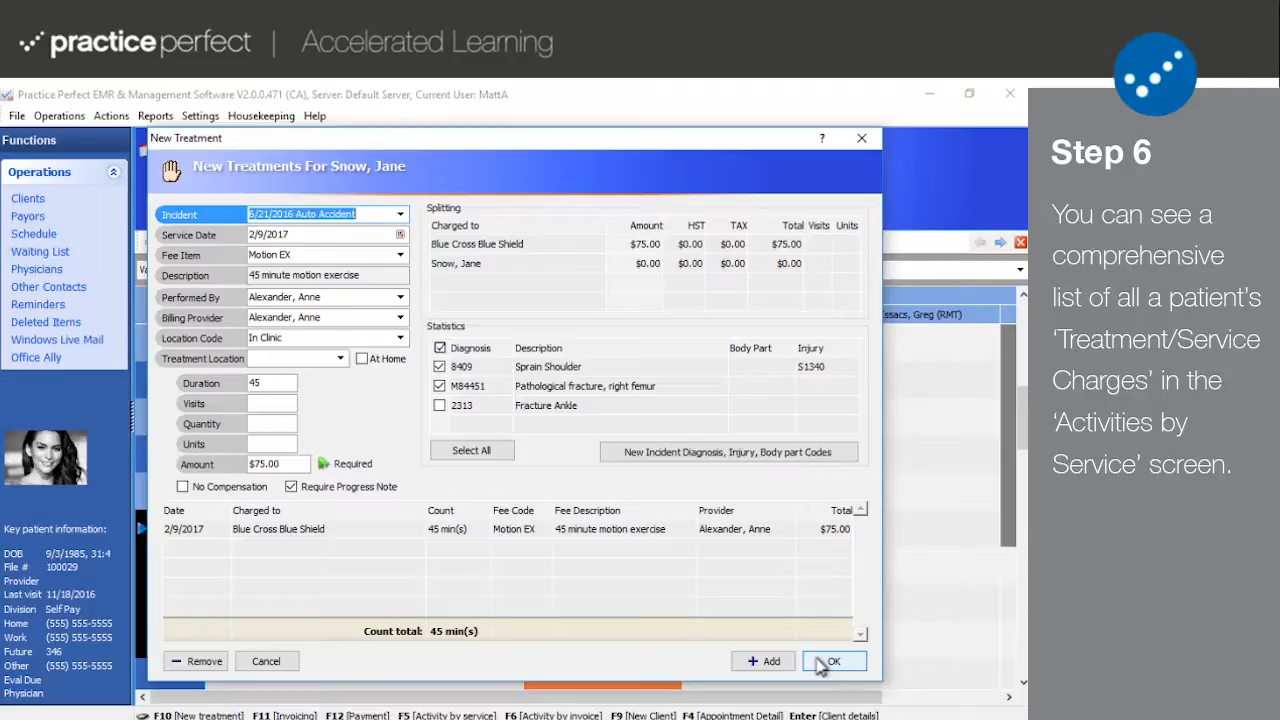 practiceperfect | Accelerated Learning
Practice Perfect EMR & Management Software V2.0.0.471 (CA), Server: Default Server, Current User: MattA
File Operations Actions Reports Settings Housekeeping Help
Functions
Operations
Clients
Payors
Schedule
Waiting List
Physicians
Other Contacts
Reminders
Deleted Items
Windows Live Mail
Office Ally
Key patient information:
DOB 9/3/1985, 31:4
File # 100029
Provider
Last visit 11/18/2016
Division Self Pay
Home (555) 555-5555
Work (555) 555-5555
Future 346
Other (555) 555-5555
Eval Due
Physician
New Treatment ?
New Treatments For Snow, Jane
Incident 6/21/2016 Auto Accident
Service Date 2/9/2017
Fee Item Motion EX
Description 45 minute motion exercise
Performed By Alexander, Anne
Billing Provider Alexander, Anne
Location Code In Clinic
Treatment Location At Home
Duration 45
Visits
Quantity
Units
Amount $75.00 Required
No Compensation Require Progress Note
Splitting
Charged to Amount HST TAX Total Visits Units
Blue Cross Blue Shield $75.00 $0.00 $0.00 $75.00
Snow, Jane $0.00 $0.00 $0.00 $0.00
Statistics
Diagnosis Description Body Part Injury
8409 Sprain Shoulder S1340
M84451 Pathological fracture, right femur
2313 Fracture Ankle
Select All New Incident Diagnosis, Injury, Body part Codes
Date Charged to Count Fee Code Fee Description Provider Total
2/9/2017 Blue Cross Blue Shield 45 min(s) Motion EX 45 minute motion exercise Alexander, Anne $75.00
Count total: 45 min(s)
Remove Cancel Add OK
Issacs, Greg (RMT)
F10 [New treatment] F11 [Invoicing] F12 [Payment] F5 [Activity by service] F6 [Activity by invoice] F9 [New Client] F4 [Appointment Detail] Enter [Client details]
Step 6
You can see a
comprehensive
list of all a patient's
'Treatment/Service
Charges' in the
'Activities by
Service' screen.